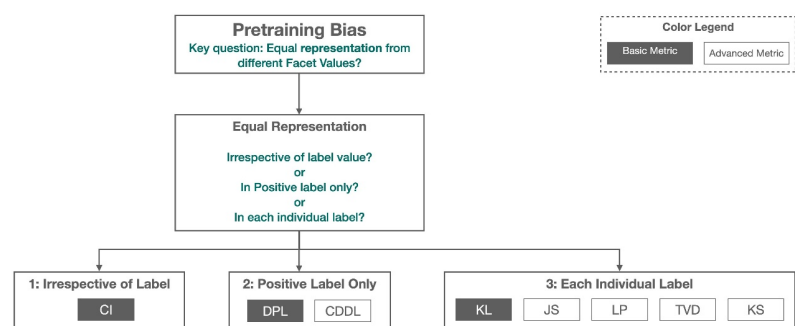 Pretraining Bias
Key question: Equal representation from
different Facet Values?
Color Legend
Basic Metric
Advanced Metric
Equal Representation
Irrespective of label value?
or
In Positive label only?
or
In each individual label?
1: Irrespective of Label
CI
2: Positive Label Only
DPL
CDDL
3: Each Individual Label
KL
JS
LP
TVD
KS